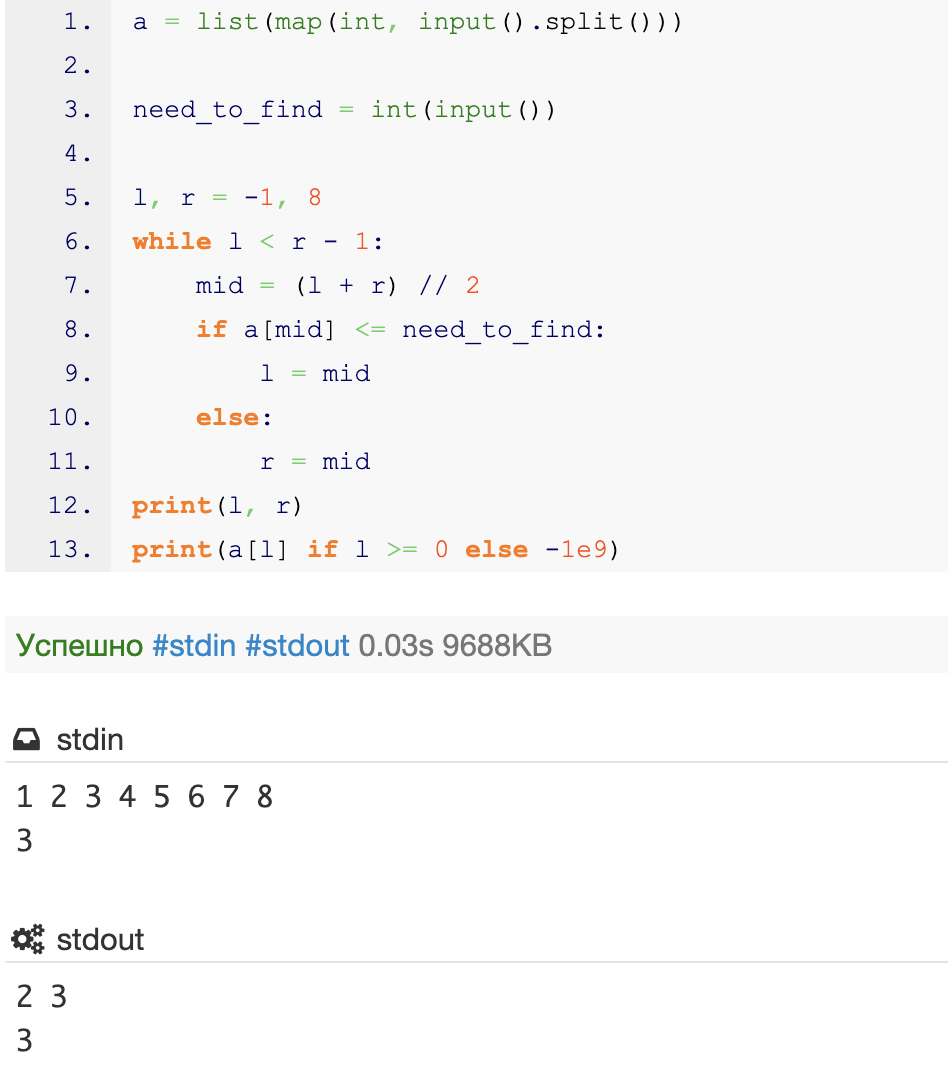 1. a = list(map(int, input().split()))
2.
3. need_to_find = int(input())
4.
5. l, r = -1, 8
6. while l < r - 1:
7.     mid = (l + r) // 2
8.     if a[mid] <= need_to_find:
9.         l = mid
10.     else:
11.         r = mid
12. print(l, r)
13. print(a[l] if l >= 0 else -1e9)
Успешно #stdin #stdout 0.03s 9688KB
stdin
1 2 3 4 5 6 7 8
3
stdout
2 3
3